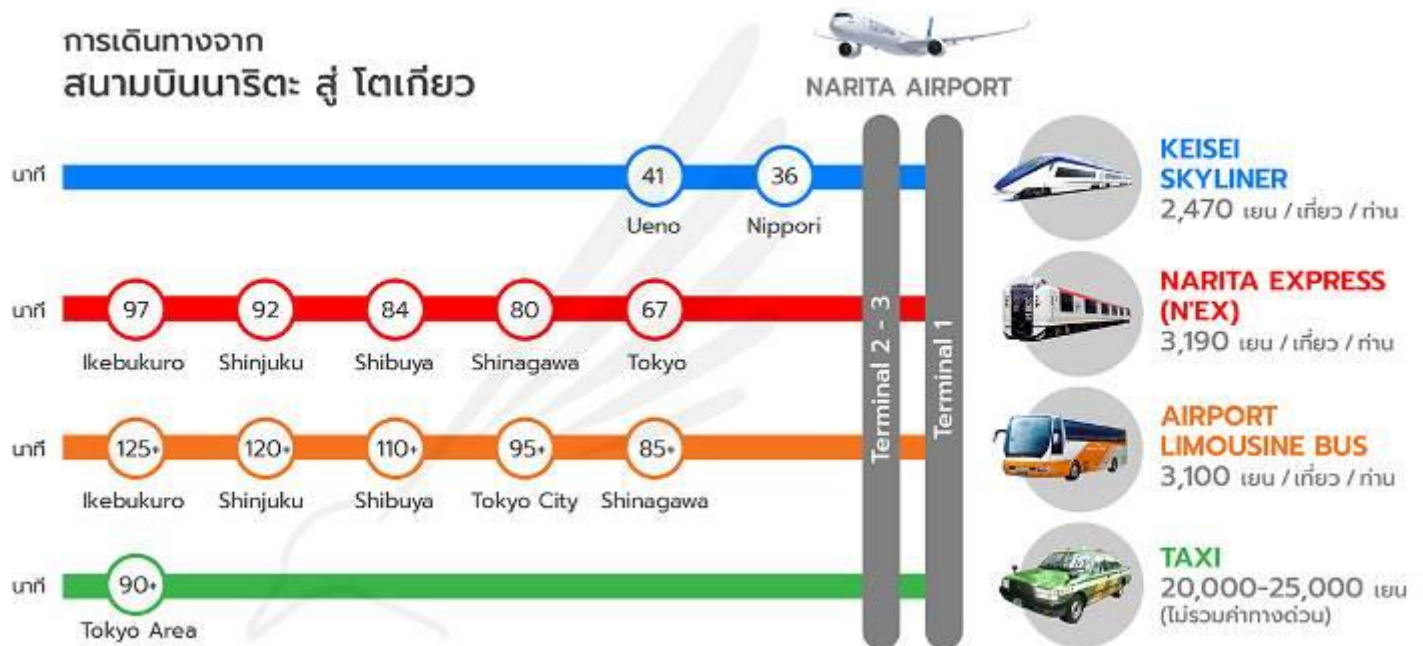 การเดินทางจาก
สนามบินนาริตะ สู่ โตเกียว
NARITA AIRPORT
Terminal 2 - 3
Terminal 1
นาที
41
36
Ueno
Nippori
KEISEI
SKYLINER
2,470 เยน / เที่ยว / ท่าน
นาที
97
92
84
80
67
Ikebukuro
Shinjuku
Shibuya
Shinagawa
Tokyo
NARITA EXPRESS
(N'EX)
3,190 เยน / เที่ยว / ท่าน
นาที
125+
120+
110+
95+
85+
Ikebukuro
Shinjuku
Shibuya
Tokyo City
Shinagawa
AIRPORT
LIMOUSINE BUS
3,100 เยน / เที่ยว / ท่าน
นาที
90+
Tokyo Area
TAXI
20,000-25,000 เยน
(ไม่รวมค่าทางด่วน)